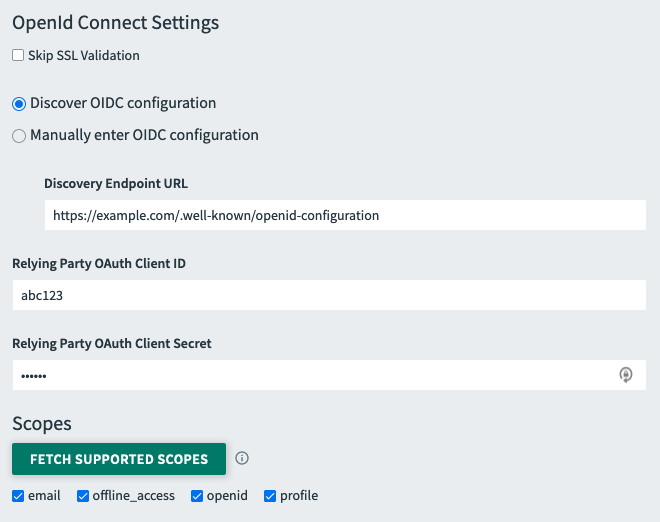 OpenId Connect Settings
Skip SSL Validation
Discover OIDC configuration
Manually enter OIDC configuration
Discovery Endpoint URL
https://example.com/.well-known/openid-configuration
Relying Party OAuth Client ID
abc123
Relying Party OAuth Client Secret
••••••
Scopes
FETCH SUPPORTED SCOPES
email offline_access openid profile